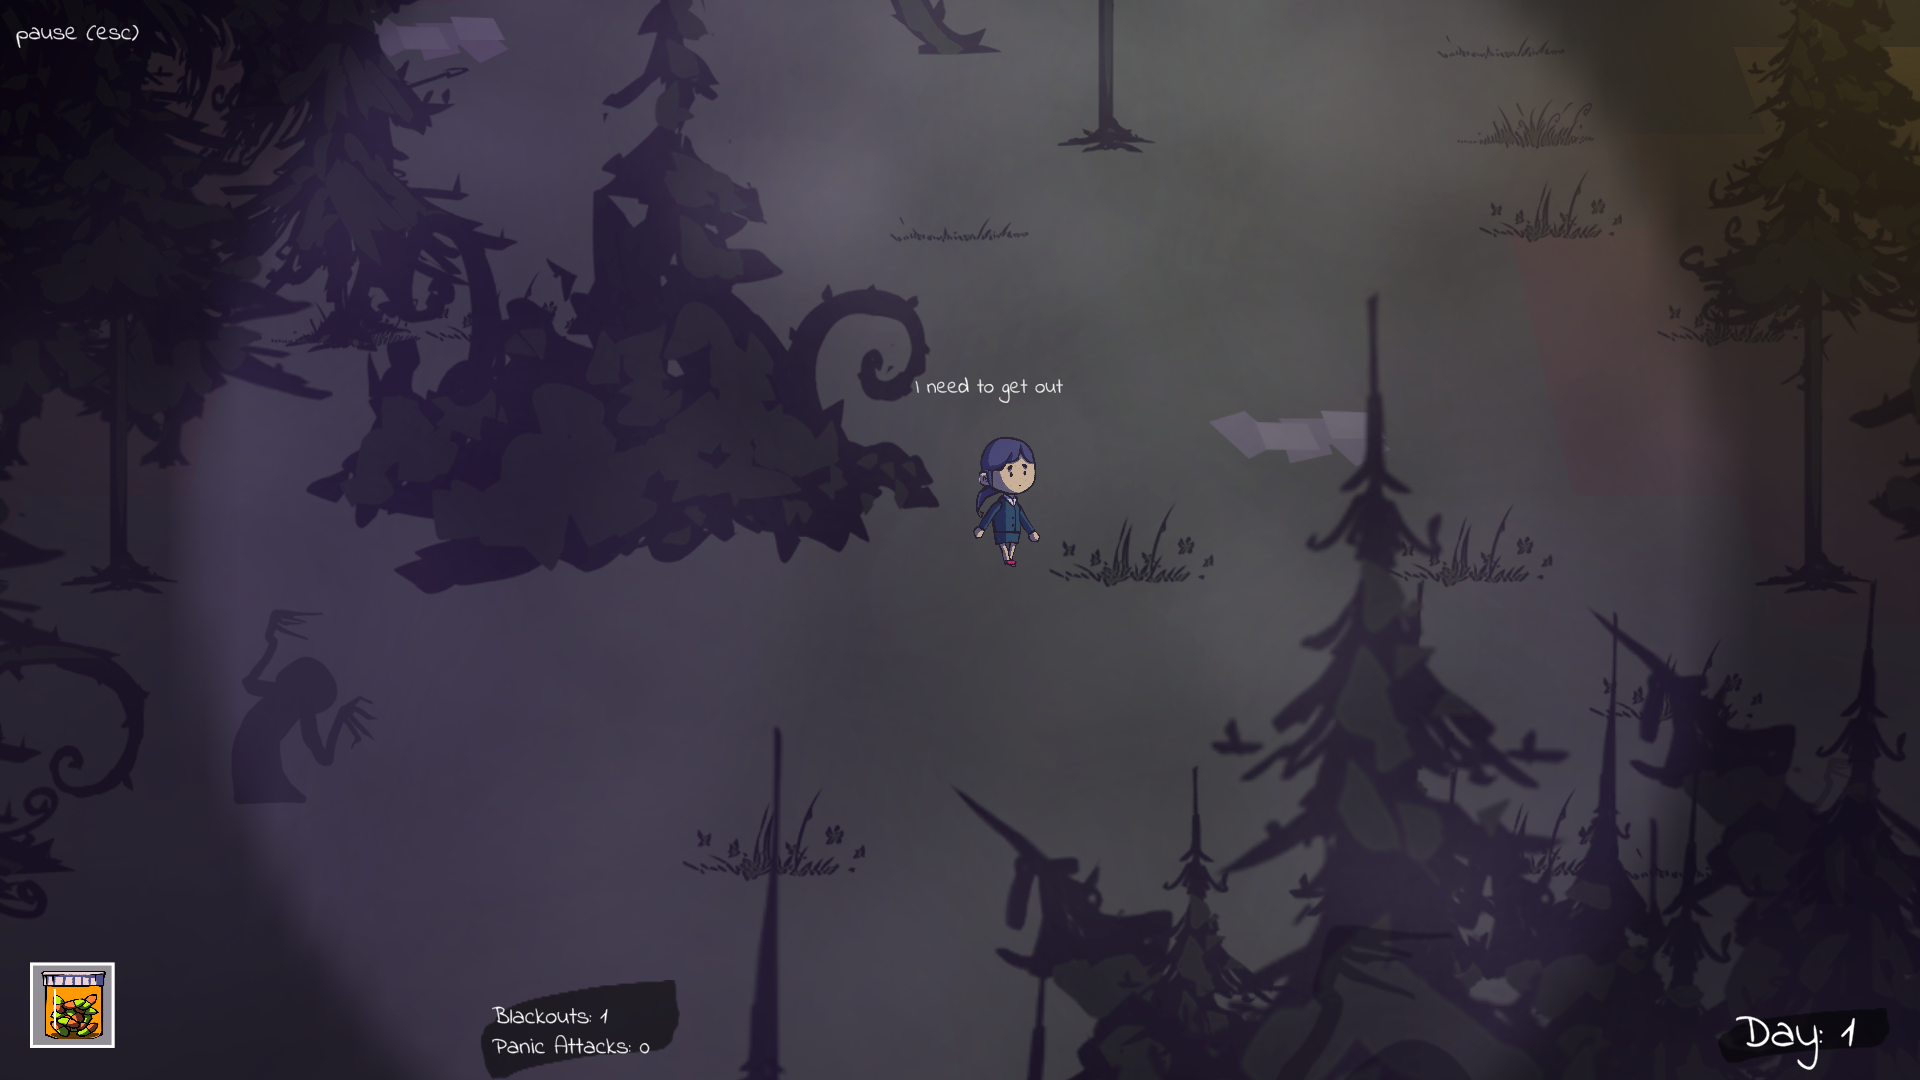 pause (esc)
I need to get out
Blackouts: 1
Panic Attacks: 0
Day: 1